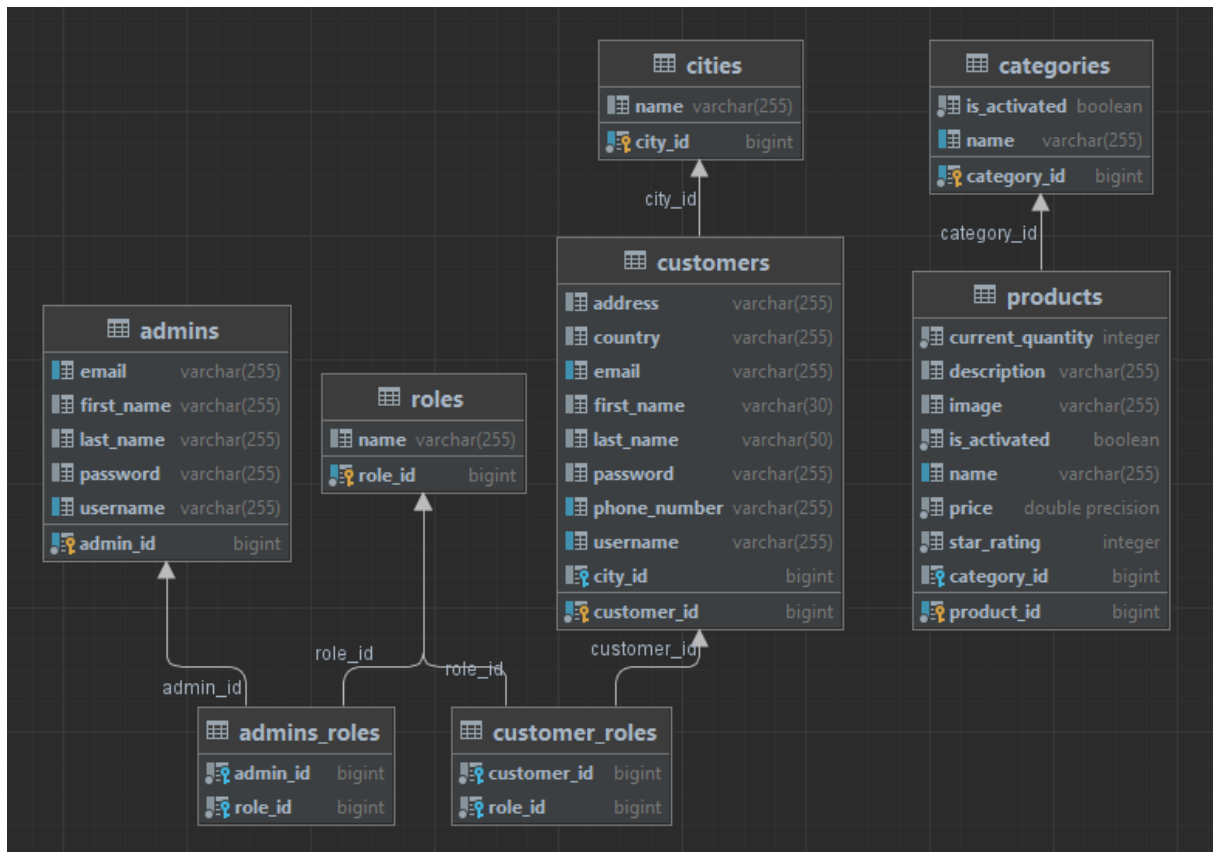 cities
name varchar(255)
city_id bigint
categories
is_activated boolean
name varchar(255)
category_id bigint
city_id
category_id
customers
address varchar(255)
country varchar(255)
email varchar(255)
first_name varchar(30)
last_name varchar(50)
password varchar(255)
phone_number varchar(255)
username varchar(255)
city_id bigint
customer_id bigint
products
current_quantity integer
description varchar(255)
image varchar(255)
is_activated boolean
name varchar(255)
price double precision
star_rating integer
category_id bigint
product_id bigint
admins
email varchar(255)
first_name varchar(255)
last_name varchar(255)
password varchar(255)
username varchar(255)
admin_id bigint
roles
name varchar(255)
role_id bigint
admin_id
role_id
role_id
customer_id
admins_roles
admin_id bigint
role_id bigint
customer_roles
customer_id bigint
role_id bigint